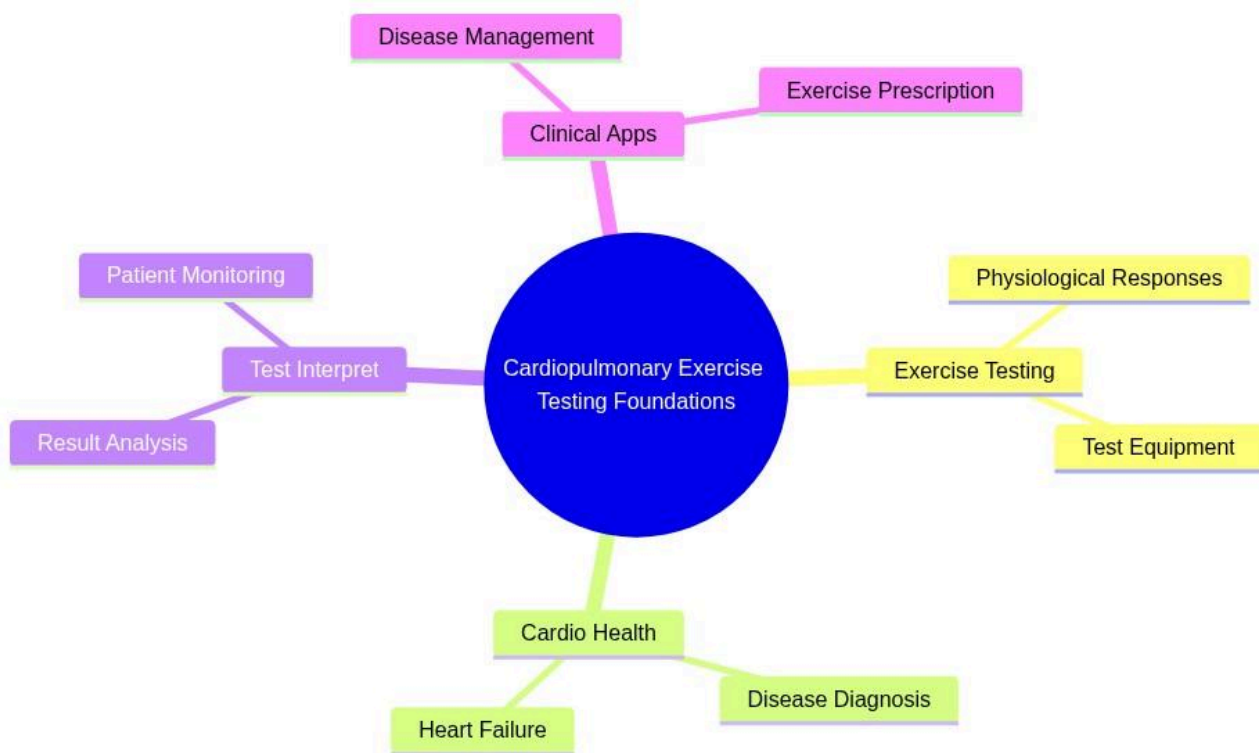 Disease Management
Exercise Prescription
Clinical Apps
Patient Monitoring
Physiological Responses
Test Interpret
Cardiopulmonary Exercise
Testing Foundations
Exercise Testing
Result Analysis
Test Equipment
Cardio Health
Disease Diagnosis
Heart Failure